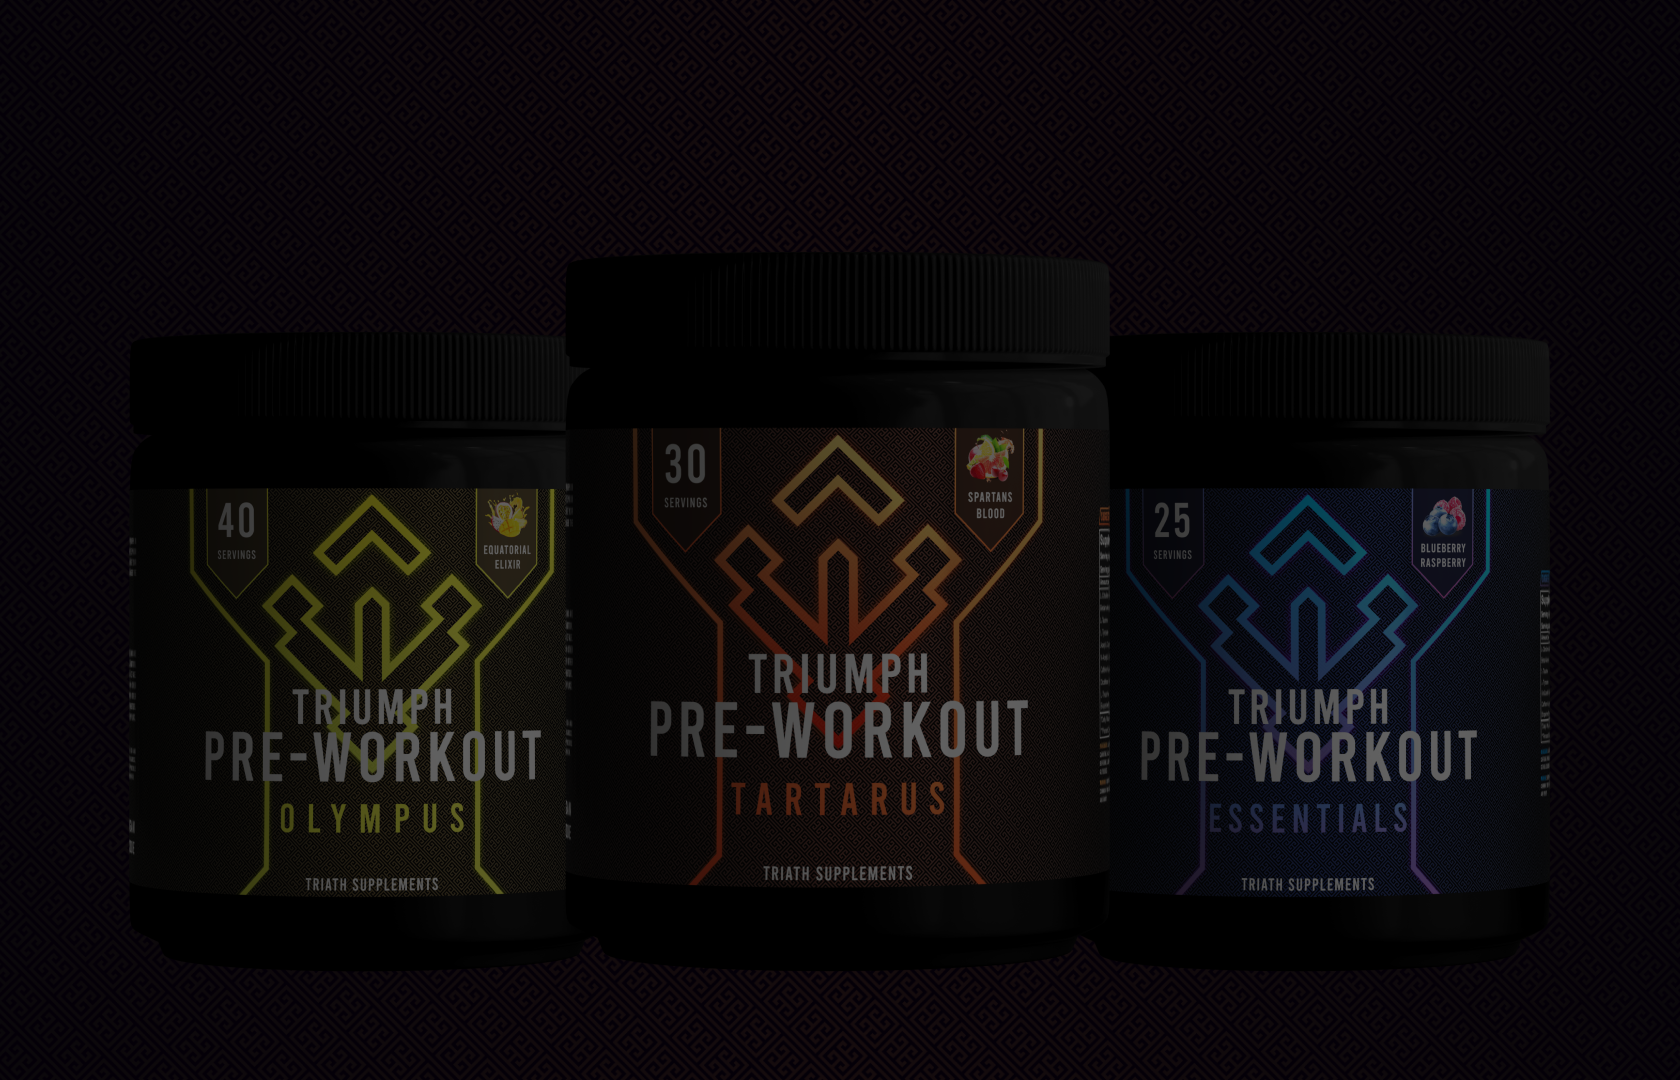 40
SERVINGS
EQUATORIAL
ELIXIR
TRIUMPH
PRE-WORKOUT
OLYMPUS
TRIATH SUPPLEMENTS
30
SERVINGS
SPARTANS
BLOOD
TRIUMPH
PRE-WORKOUT
TARTARUS
TRIATH SUPPLEMENTS
25
SERVINGS
BLUEBERRY
RASPBERRY
TRIUMPH
PRE-WORKOUT
ESSENTIALS
TRIATH SUPPLEMENTS